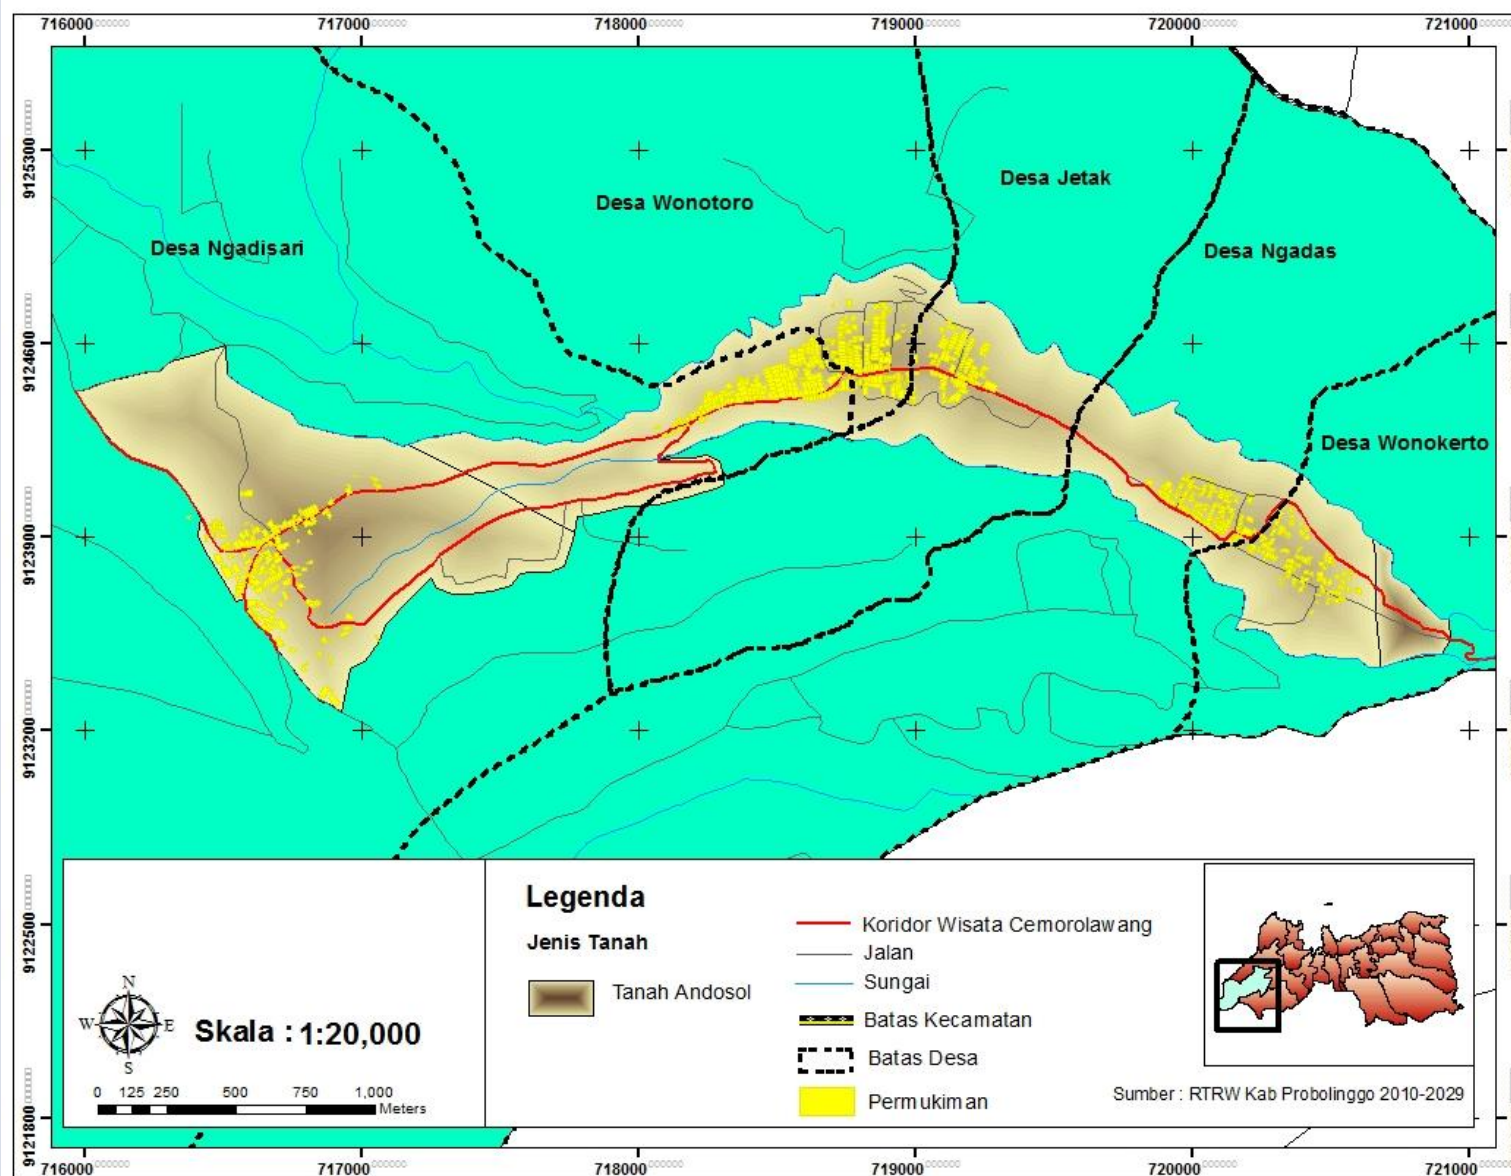 716000 717000 718000 719000 720000 721000
9125300
9124600
9123900
9123200
9122500
9121800
Desa Jetak
Desa Wonotoro
Desa Ngadisari
Desa Ngadas
Desa Wonokerto
N
W E
S
Skala : 1:20,000
0 125 250 500 750 1,000
Meters
Legenda
Jenis Tanah
Tanah Andosol
Koridor Wisata Cemorolawang
Jalan
Sungai
Batas Kecamatan
Batas Desa
Permukiman
Sumber : RTRW Kab Probolinggo 2010-2029
716000 717000 718000 719000 720000 721000